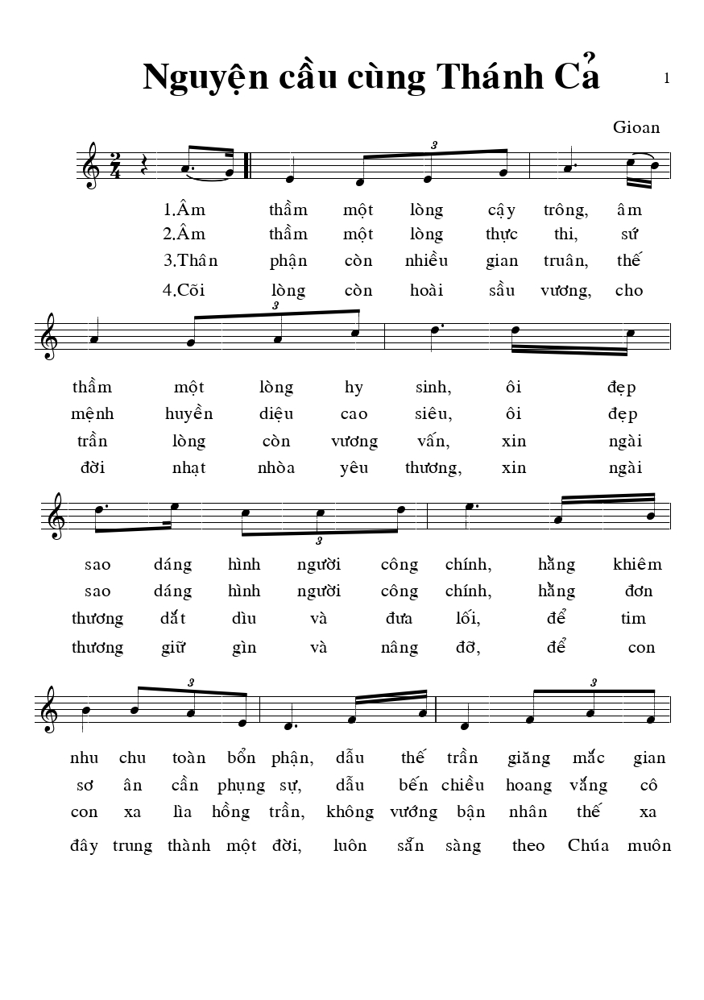 Nguyện cầu cùng Thánh Cả
1
Gioan
2
4
3
1.Âm thầm một lòng cậy trông, âm
2.Âm thầm một lòng thực thi, sứ
3.Thân phận còn nhiều gian truân, thế
4.Cõi lòng còn hoài sầu vương, cho
3
thầm một lòng hy sinh, ôi đẹp
mệnh huyền diệu cao siêu, ôi đẹp
trần lòng còn vương vấn, xin ngài
đời nhạt nhòa yêu thương, xin ngài
3
sao dáng hình người công chính, hằng khiêm
sao dáng hình người công chính, hằng đơn
thương dắt dìu và đưa lối, để tim
thương giữ gìn và nâng đỡ, để con
3 3
nhu chu toàn bổn phận, dẫu thế trần giăng mắc gian
sơ ân cần phụng sự, dẫu bến chiều hoang vắng cô
con xa lìa hồng trần, không vướng bận nhân thế xa
đây trung thành một đời, luôn sẵn sàng theo Chúa muôn